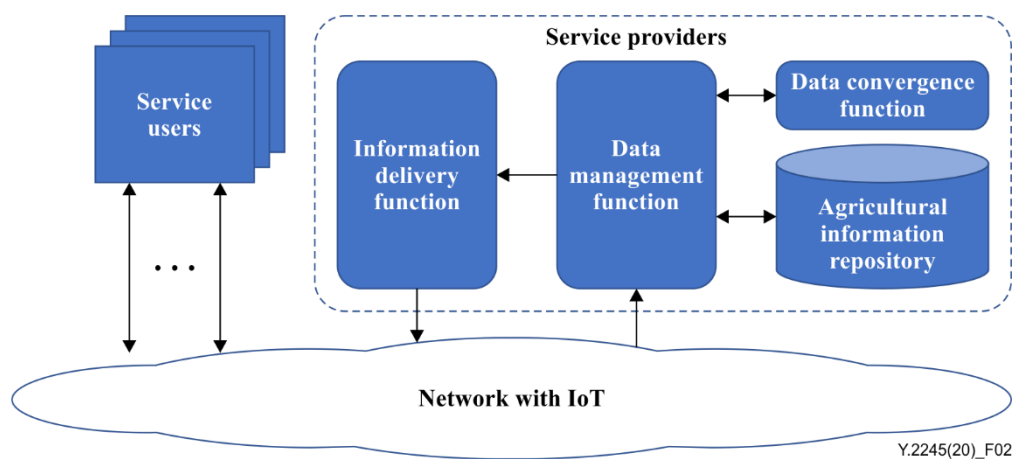 Service providers
Service
users
Information
delivery
function
Data
management
function
Data convergence
function
Agricultural
information
repository
...
Network with IoT
Y.2245(20)_F02